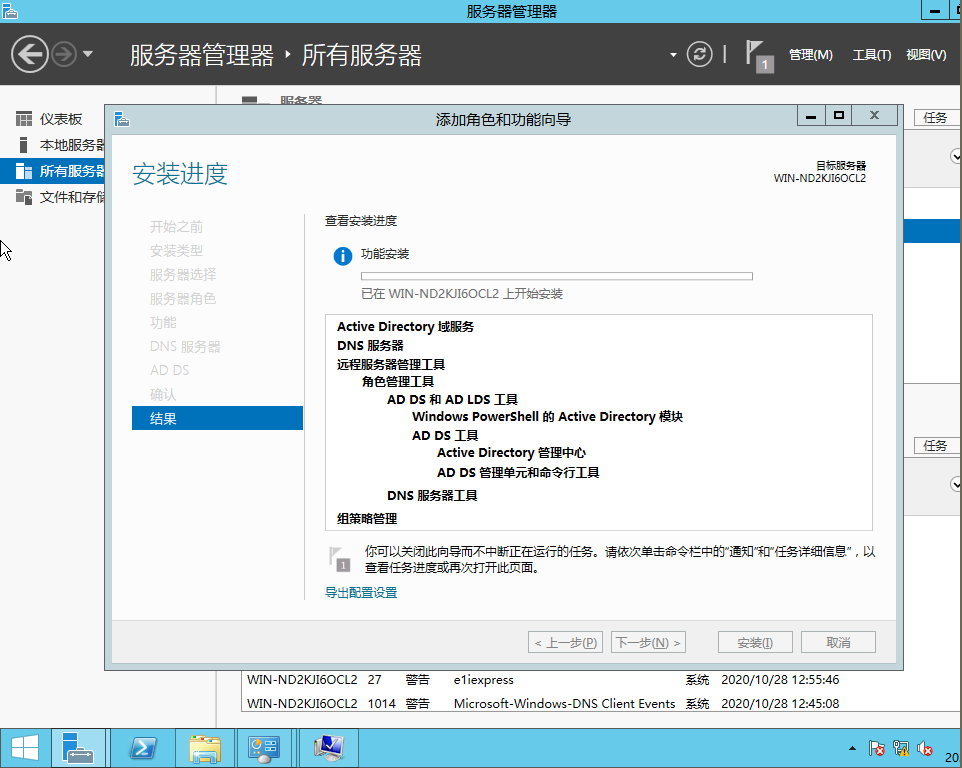 服务器管理器
服务器管理器 ‣ 所有服务器
1
管理(M)
工具(T)
视图(V)
仪表板
本地服务器
所有服务器
文件和存储
服务器
任务
添加角色和功能向导
安装进度
目标服务器
WIN-ND2KJI6OCL2
开始之前
安装类型
服务器选择
服务器角色
功能
DNS 服务器
AD DS
确认
结果
查看安装进度
功能安装
已在 WIN-ND2KJI6OCL2 上开始安装
Active Directory 域服务
DNS 服务器
远程服务器管理工具
角色管理工具
AD DS 和 AD LDS 工具
Windows PowerShell 的 Active Directory 模块
AD DS 工具
Active Directory 管理中心
AD DS 管理单元和命令行工具
DNS 服务器工具
组策略管理
1
你可以关闭此向导而不中断正在运行的任务。请依次单击命令栏中的“通知”和“任务详细信息”，以
查看任务进度或再次打开此页面。
导出配置设置
< 上一步(P)
下一步(N) >
安装(I)
取消
任务
WIN-ND2KJI6OCL2 27 警告 e1iexpress 系统 2020/10/28 12:55:46
WIN-ND2KJI6OCL2 1014 警告 Microsoft-Windows-DNS Client Events 系统 2020/10/28 12:45:08
20